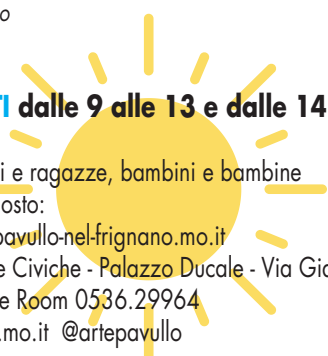 o
TI dalle 9 alle 13 e dalle 14
i e ragazze, bambini e bambine
osto:
pavullo-nel-frignano.mo.it
e Civiche - Palazzo Ducale - Via Gia
e Room 0536.29964
.mo.it @artepavullo